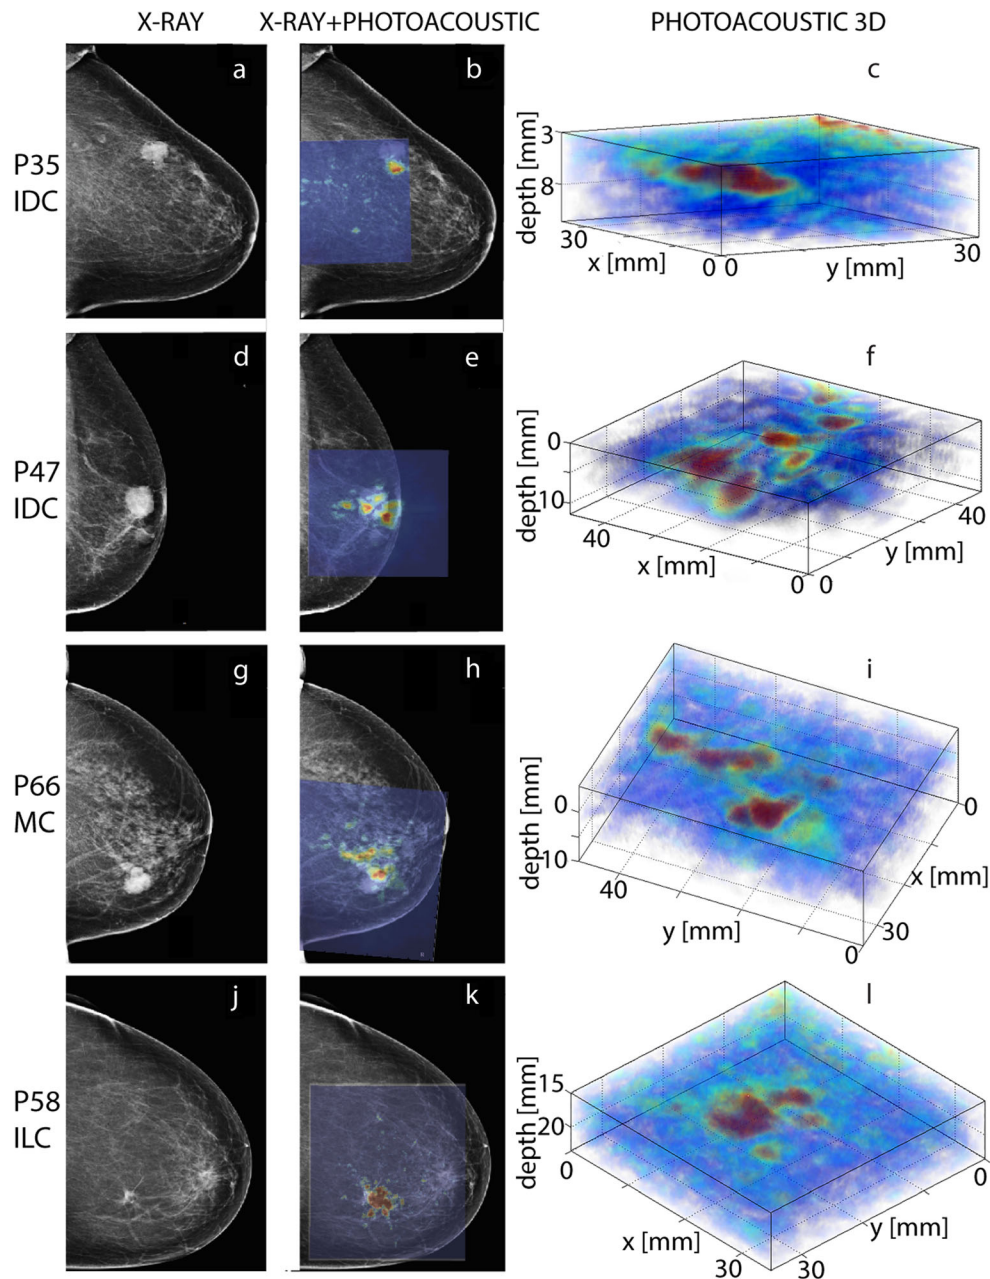 X-RAY X-RAY+PHOTOACOUSTIC PHOTOACOUSTIC 3D
P35
IDC
a
b
c
depth [mm]
3
8
30
x [mm]
0 0
y [mm]
30
P47
IDC
d
e
f
depth [mm]
0
10
40
x [mm]
0 0
y [mm]
40
P66
MC
g
h
i
depth [mm]
0
10
40
y [mm]
0
30
x [mm]
0
P58
ILC
j
k
l
depth [mm]
15
20
0
x [mm]
30
30
y [mm]
0